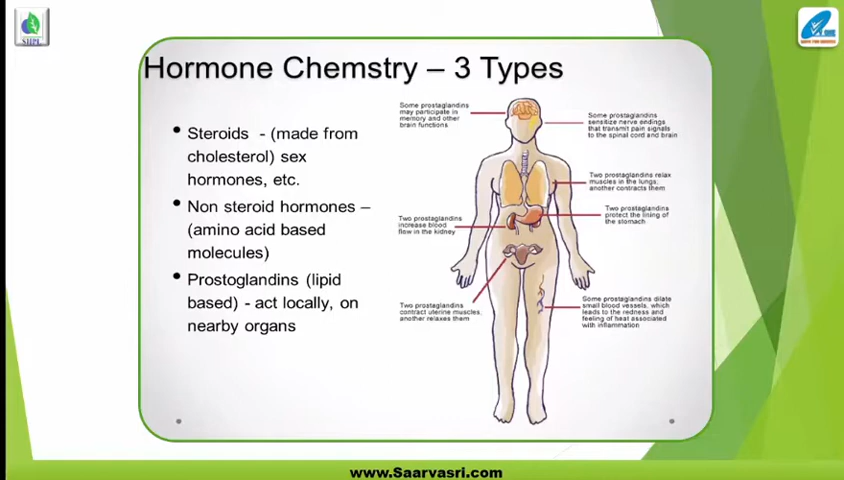 SHPL
Hormone Chemstry – 3 Types
• Steroids - (made from
cholesterol) sex
hormones, etc.
• Non steroid hormones –
(amino acid based
molecules)
• Prostoglandins (lipid
based) - act locally, on
nearby organs
Some prostaglandins
may participate in
memory and other
brain functions
Some prostaglandins
sensitize nerve endings
that transmit pain signals
to the spinal cord and brain
Two prostaglandins relax
muscles in the lungs,
another contracts them
Two prostaglandins
protect the lining of
the stomach
Two prostaglandins
increase blood
flow in the kidney
Two prostaglandins
contract uterine muscles,
another relaxes them
Some prostaglandins dilate
small blood vessels, which
leads to the redness and
feeling of heat associated
with inflammation
www.Saarvasri.com